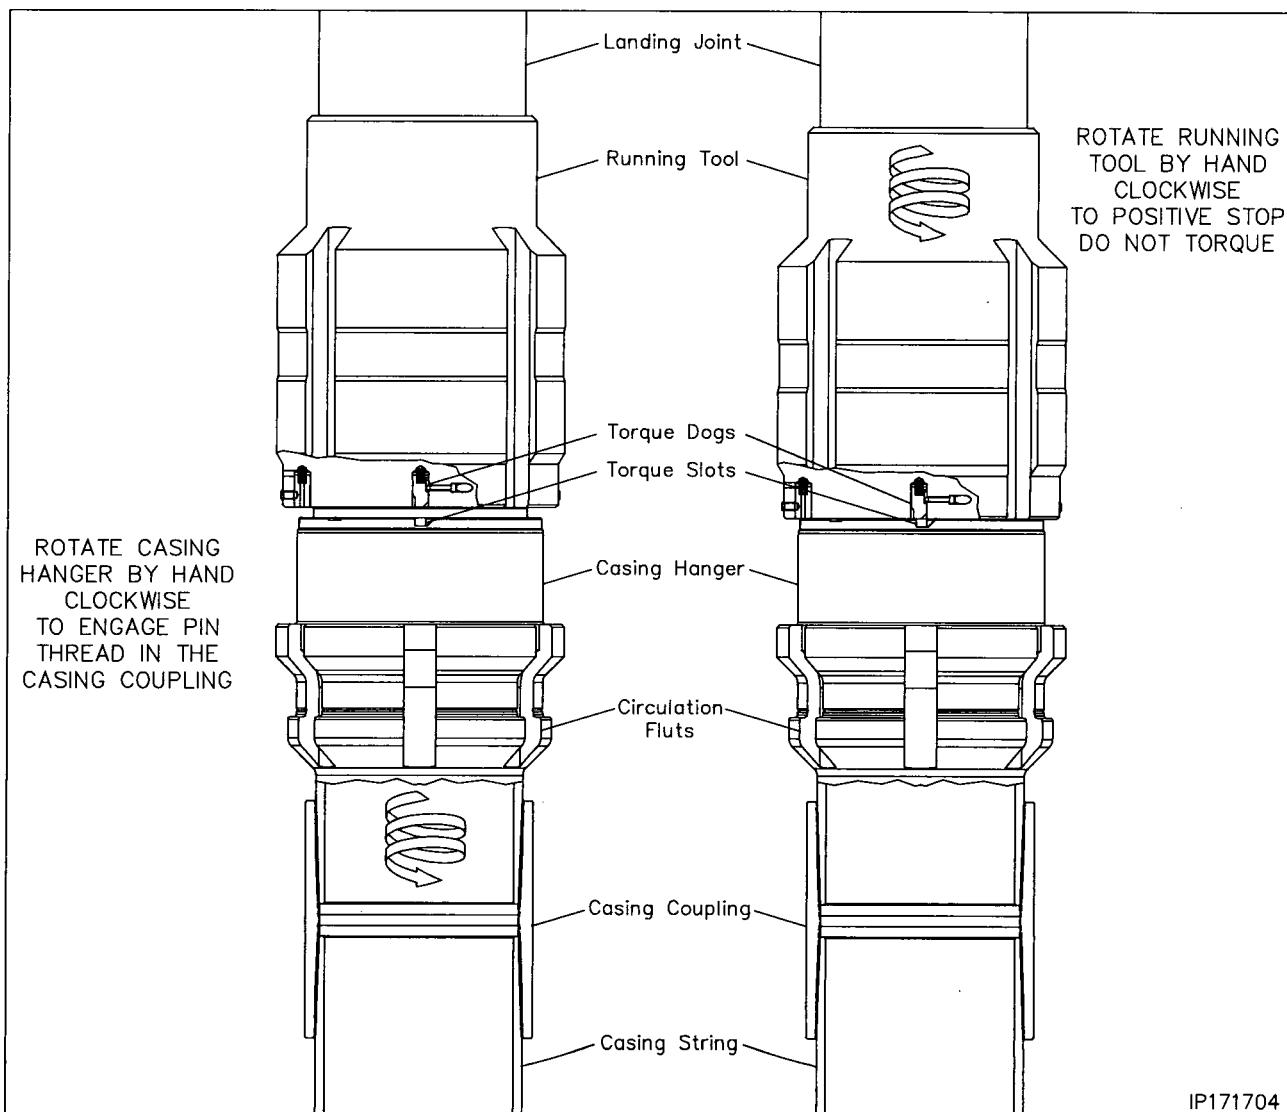 Landing Joint
ROTATE RUNNING
TOOL BY HAND
CLOCKWISE
TO POSITIVE STOP
DO NOT TORQUE
Running Tool
Torque Dogs
Torque Slots
ROTATE CASING
HANGER BY HAND
CLOCKWISE
TO ENGAGE PIN
THREAD IN THE
CASING COUPLING
Casing Hanger
Circulation
Fluts
Casing Coupling
Casing String
IP171704